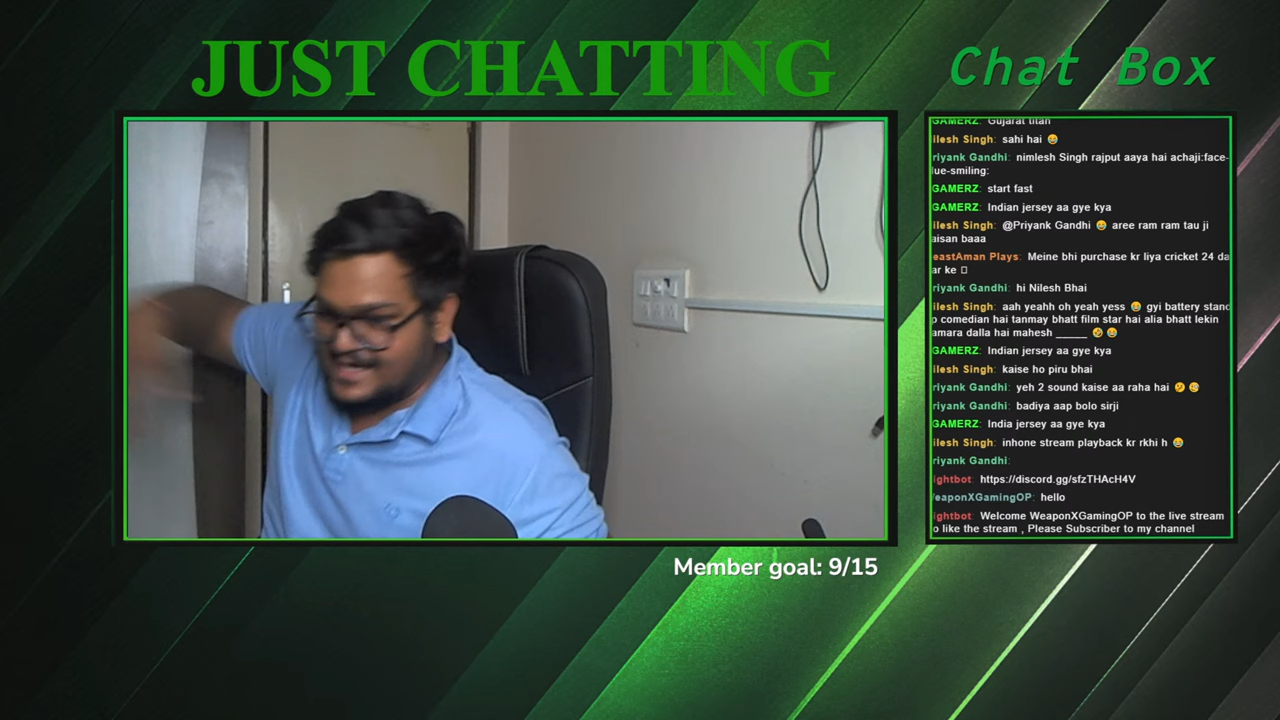 JUST CHATTING
Chat Box
GAMERZ: Gujarat titan
ilesh Singh: sahi hai 😂
riyank Gandhi: nimlesh Singh rajput aaya hai achaji:face-
lue-smiling:
GAMERZ: start fast
GAMERZ: Indian jersey aa gye kya
ilesh Singh: @Priyank Gandhi 😂 aree ram ram tau ji
aisan baaa
eastAman Plays: Meine bhi purchase kr liya cricket 24 da
ar ke
riyank Gandhi: hi Nilesh Bhai
ilesh Singh: aah yeahh oh yeah yess 😄 gyi battery stand
p comedian hai tanmay bhatt film star hai alia bhatt lekin
amara dalla hai mahesh ______ 🤣 😂
GAMERZ: Indian jersey aa gye kya
ilesh Singh: kaise ho piru bhai
riyank Gandhi: yeh 2 sound kaise aa raha hai
riyank Gandhi: badiya aap bolo sirji
GAMERZ: India jersey aa gye kya
ilesh Singh: inhone stream playback kr rkhi h 😂
riyank Gandhi:
ightbot: https://discord.gg/sfzTHAcH4V
eaponXGamingOP: hello
ightbot: Welcome WeaponXGamingOP to the live stream
o like the stream , Please Subscriber to my channel
Member goal: 9/15